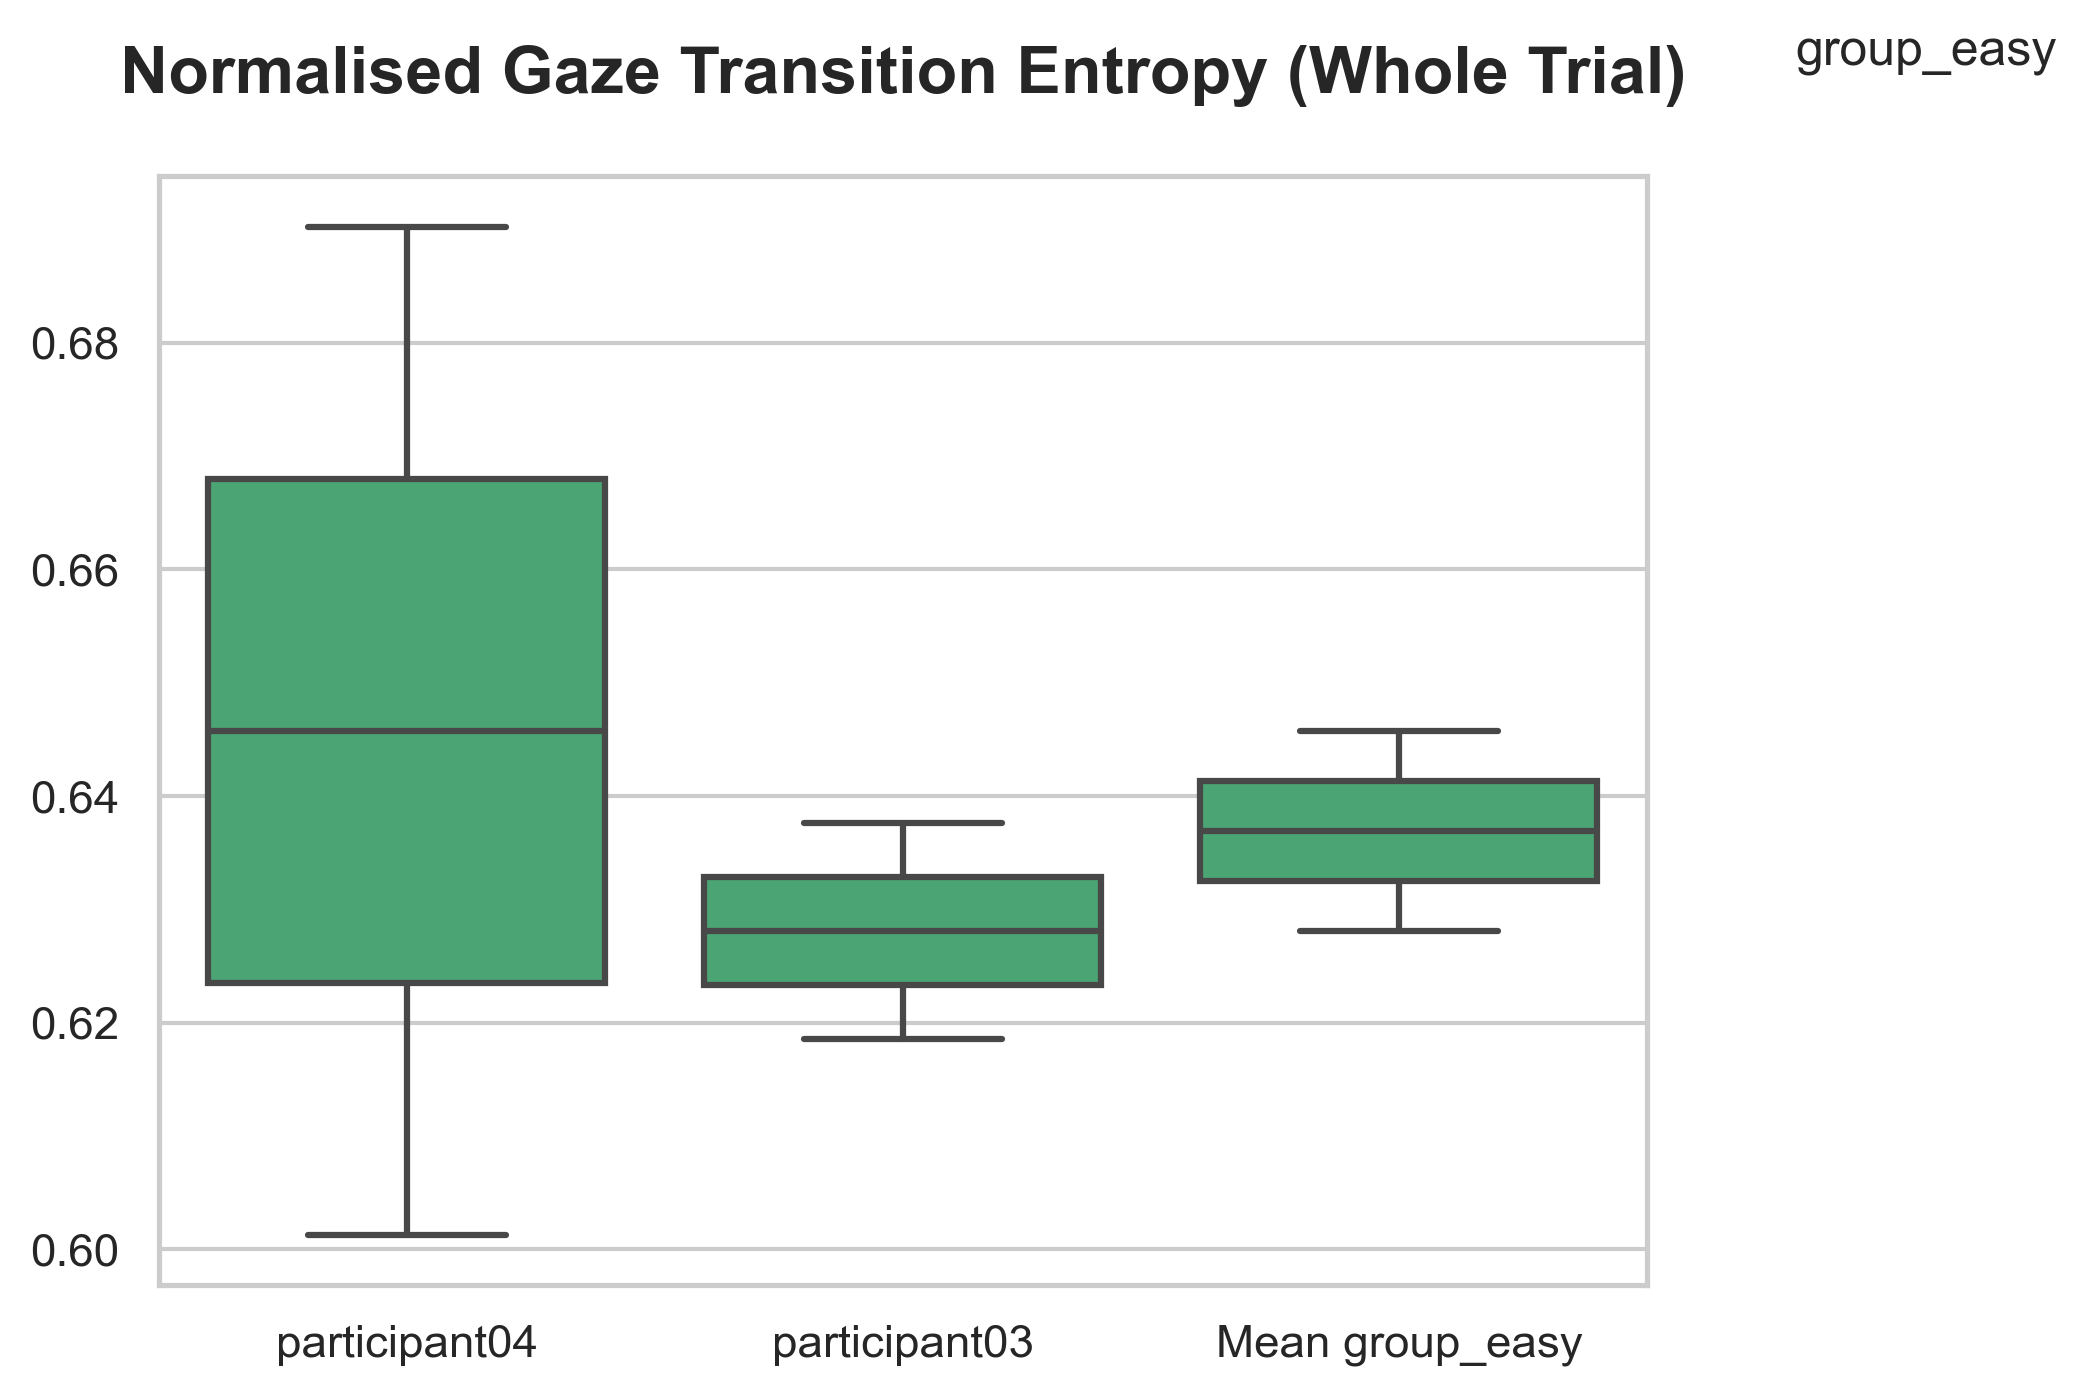 Normalised Gaze Transition Entropy (Whole Trial)
group_easy
0.68
0.66
0.64
0.62
0.60
participant04
participant03
Mean group_easy